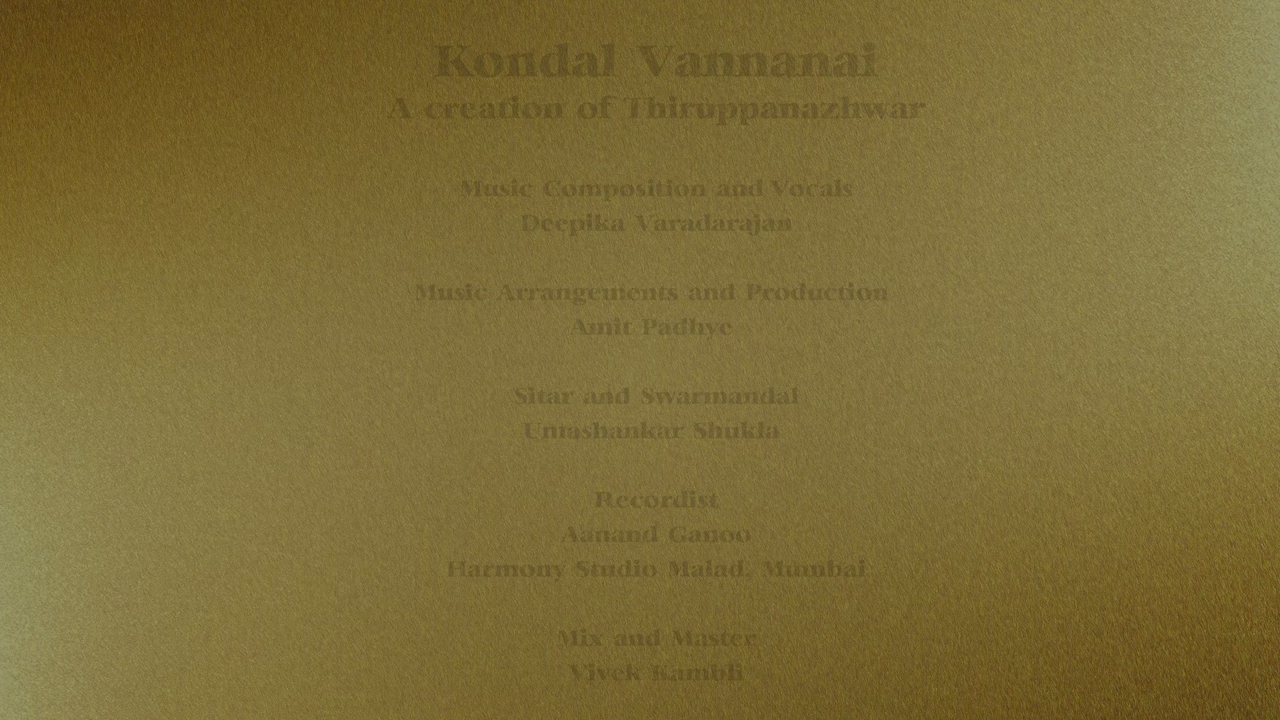 Kondal Vannanai
A creation of Thiruppanazhwar
Music Composition and Vocals
Deepika Varadarajan
Music Arrangements and Production
Amit Padhye
Sitar and Swarmandal
Umashankar Shukla
Recordist
Aanand Ganoo
Harmony Studio Malad, Mumbai
Mix and Master
Vivek Kambli